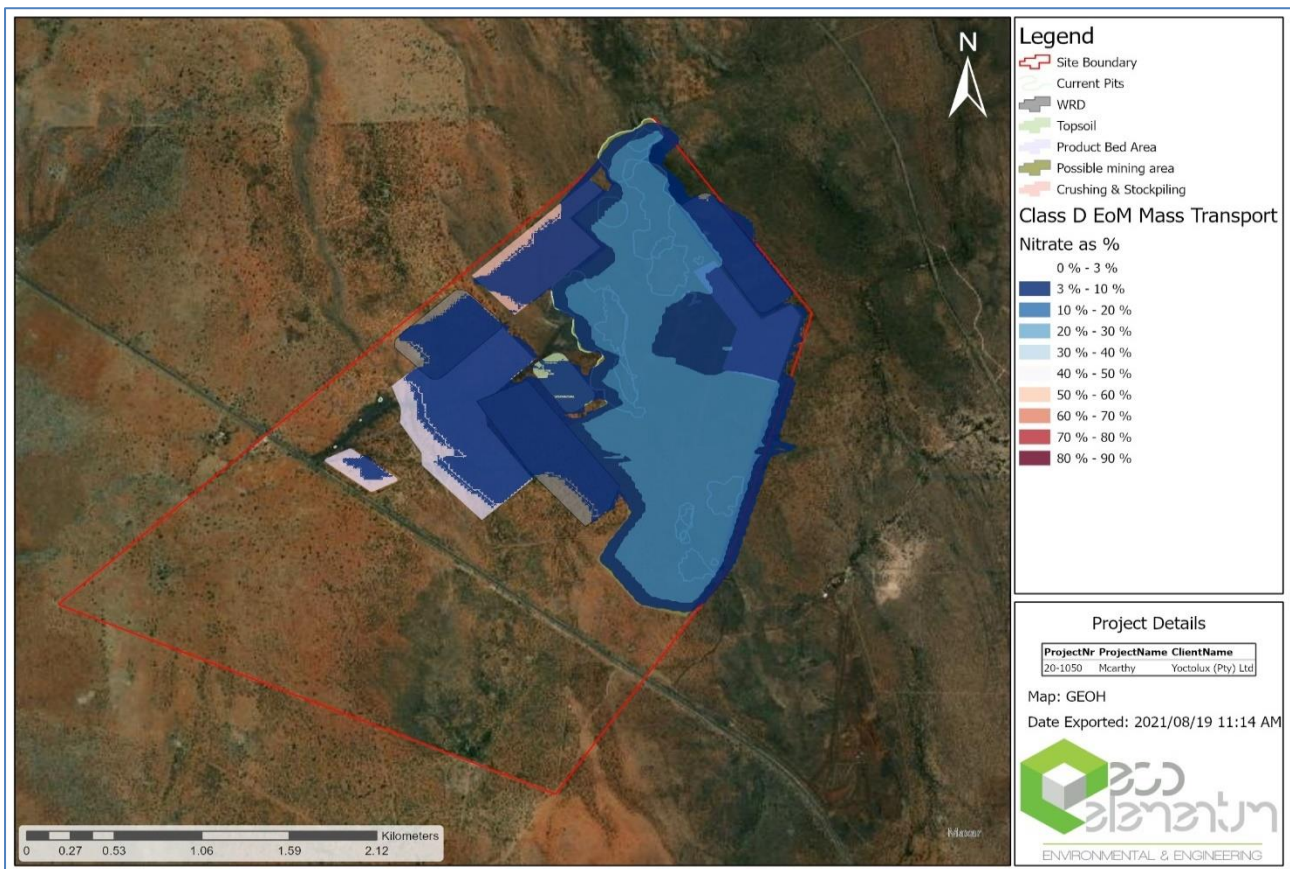 N
Maxar
Kilometers
0 0.27 0.53 1.06 1.59 2.12
Legend
Site Boundary
Current Pits
WRD
Topsoil
Product Bed Area
Possible mining area
Crushing & Stockpiling
Class D EoM Mass Transport
Nitrate as %
0 % - 3 %
3 % - 10 %
10 % - 20 %
20 % - 30 %
30 % - 40 %
40 % - 50 %
50 % - 60 %
60 % - 70 %
70 % - 80 %
80 % - 90 %
Project Details
ProjectNr ProjectName ClientName
20-1050 Mcarthy Yoctolux (Pty) Ltd
Map: GEOH
Date Exported: 2021/08/19 11:14 AM
eco
elementum
ENVIRONMENTAL & ENGINEERING